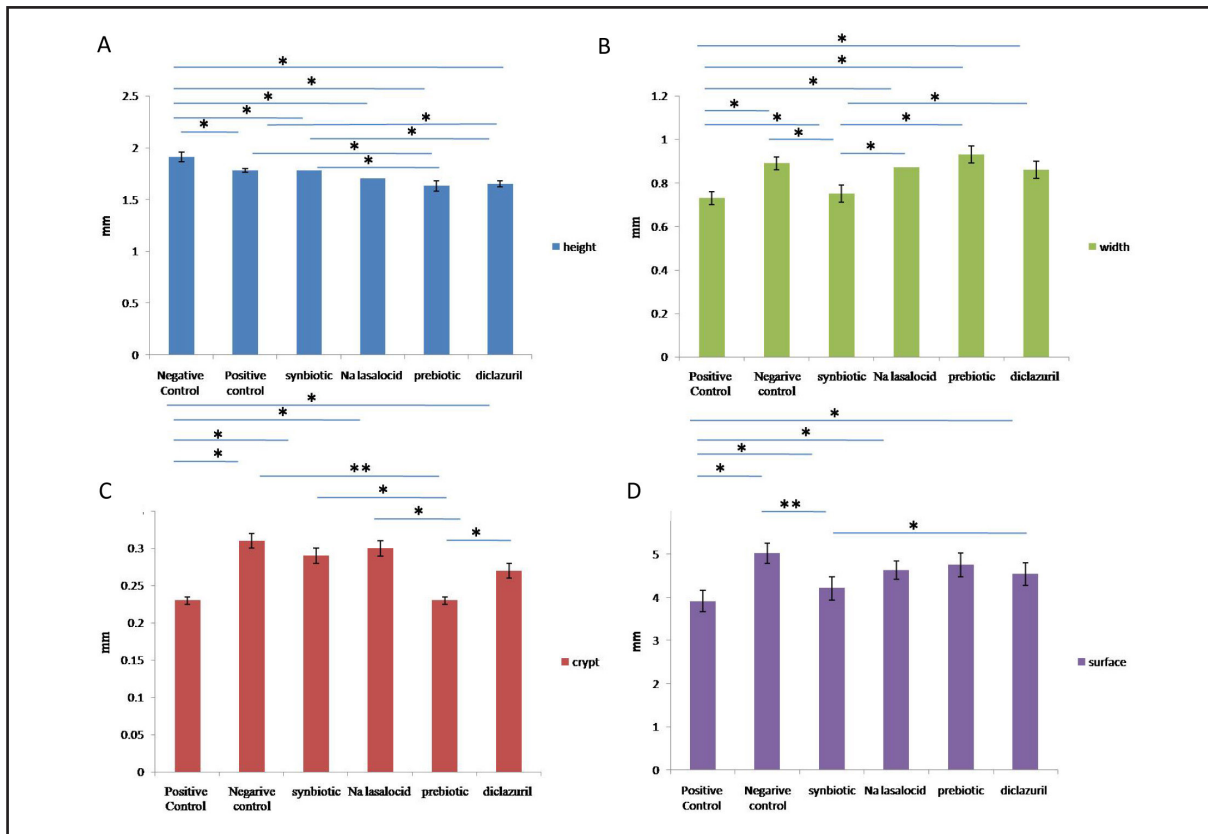 A
*
*
*
*
*
*
*
*
*
2.5
2
1.5
1
0.5
0
mm
height
Negative Control
Positive control
synbiotic
Na lasalocid
prebiotic
diclazuril
B
*
*
*
*
*
*
*
*
*
1.2
1
0.8
0.6
0.4
0.2
0
mm
width
Positive Control
Negarive control
synbiotic
Na lasalocid
prebiotic
diclazuril
C
*
*
*
*
**
*
*
*
0.3
0.25
0.2
0.15
0.1
0.05
0
mm
crypt
Positive Control
Negarive control
synbiotic
Na lasalocid
prebiotic
diclazuril
D
*
*
*
*
**
*
5
4
3
2
1
0
mm
surface
Positive Control
Negarive control
synbiotic
Na lasalocid
prebiotic
diclazuril